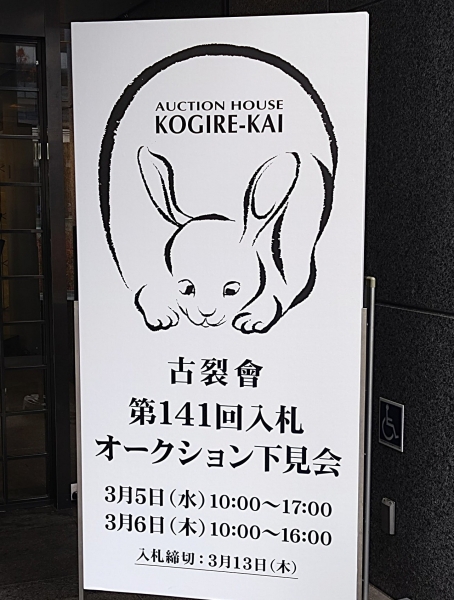 AUCTION HOUSE
KOGIRE-KAI
古裂會
第141回入札
オークション下見会
3月5日(水)10:00〜17:00
3月6日(木)10:00〜16:00
入札締切:3月13日(木)